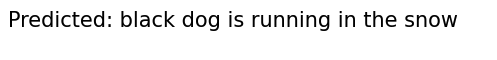 Predicted: black dog is running in the snow